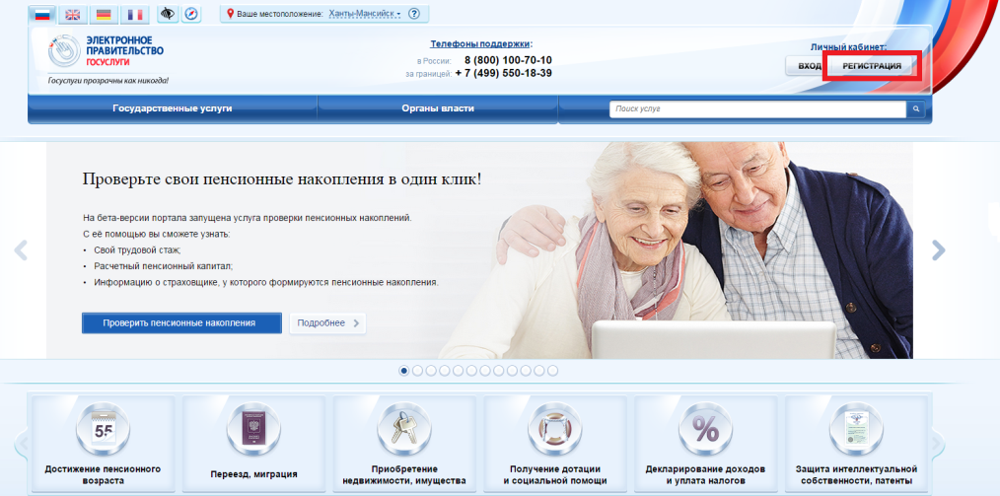 Ваше местоположение: Ханты-Мансийск
ЭЛЕКТРОННОЕ
ПРАВИТЕЛЬСТВО
ГОСУСЛУГИ
Госуслуги прозрачны как никогда!
Телефоны поддержки:
в России: 8 (800) 100-70-10
за границей: + 7 (499) 550-18-39
Личный кабинет:
ВХОД РЕГИСТРАЦИЯ
Государственные услуги
Органы власти
Поиск услуг
Проверьте свои пенсионные накопления в один клик!
На бета-версии портала запущена услуга проверки пенсионных накоплений.
С её помощью вы сможете узнать:
• Свой трудовой стаж;
• Расчетный пенсионный капитал;
• Информацию о страховщике, у которого формируются пенсионные накопления.
Проверить пенсионные накопления
Подробнее
55
Достижение пенсионного
возраста
Переезд, миграция
Приобретение
недвижимости, имущества
Получение дотации
и социальной помощи
%
Декларирование доходов
и уплата налогов
Защита интеллектуальной
собственности, патенты